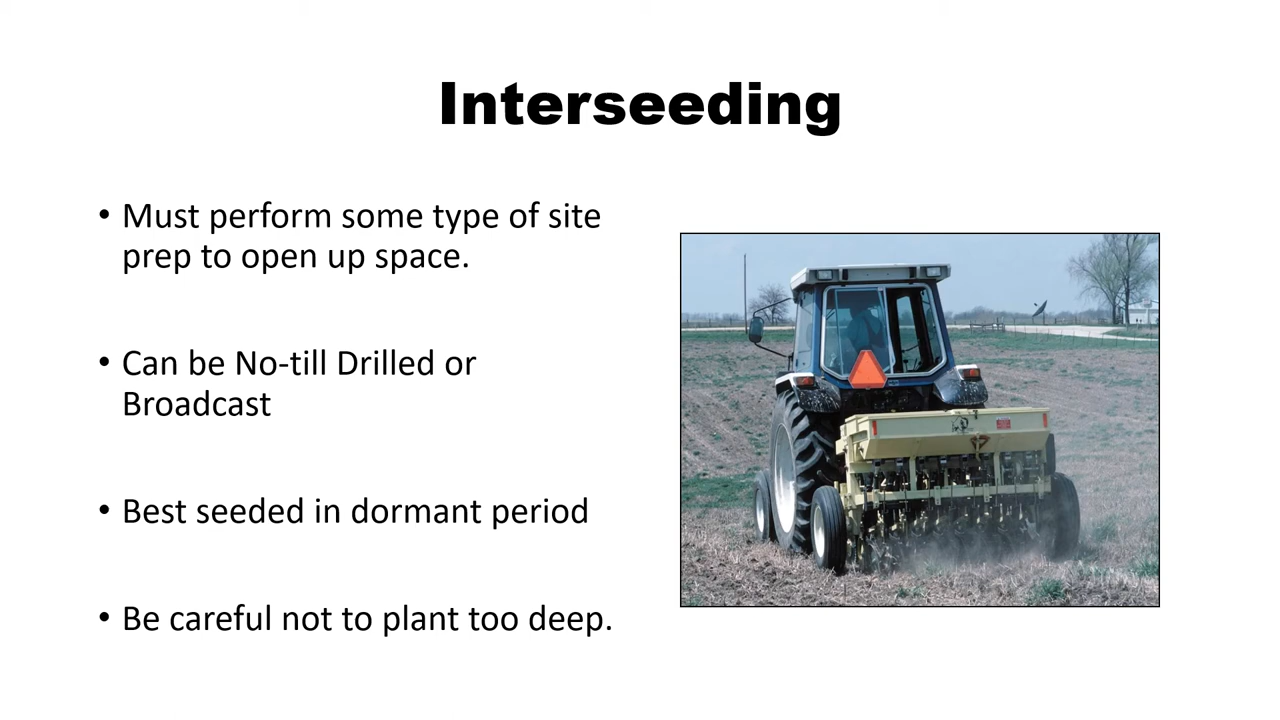 Interseeding
• Must perform some type of site
prep to open up space.
• Can be No-till Drilled or
Broadcast
• Best seeded in dormant period
• Be careful not to plant too deep.